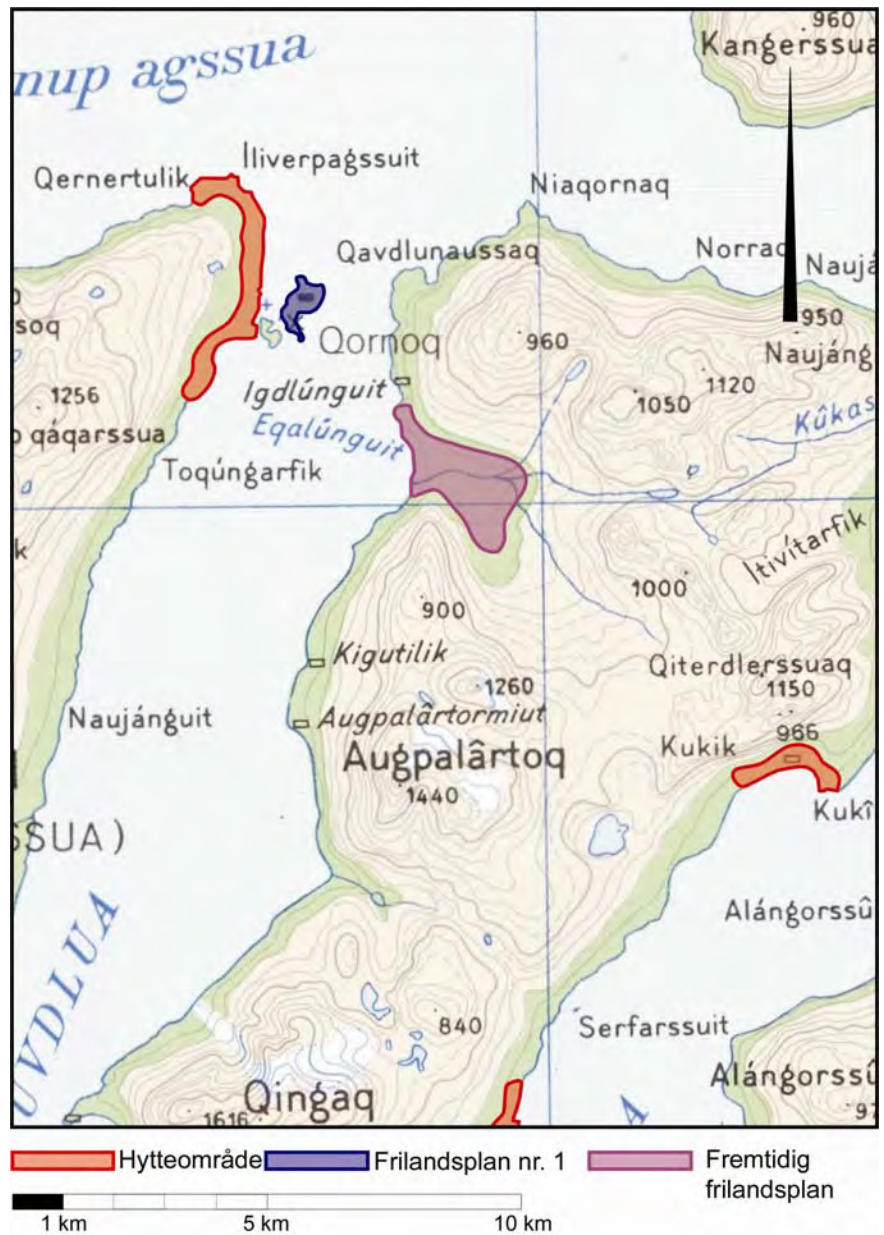 960
Kangerssua
nup agssua
Iliverpagssuit
Qernertulik
Niaqornaq
Qavdlunaussaq
Norraq
Naujá
950
soq
Qornoq
960
Naujáng
1120
1256
Igdlúnguit
1050
Kûkas
Eqalúnguit
qáqarssua
Toqúngarfik
Itivítarfik
k
1000
900
Kigutilik
Qiterdlerssuaq
1260
1150
Naujánguit
Augpalârtormiut
966
Kukik
Augpalârtoq
1440
Kukî
SSUA)
Alángorssû
UVDLUA
840
Serfarssuit
Alángorssû
Qingaq
A
1616
97
Hytteområde
Frilandsplan nr. 1
Fremtidig
frilandsplan
1 km
5 km
10 km